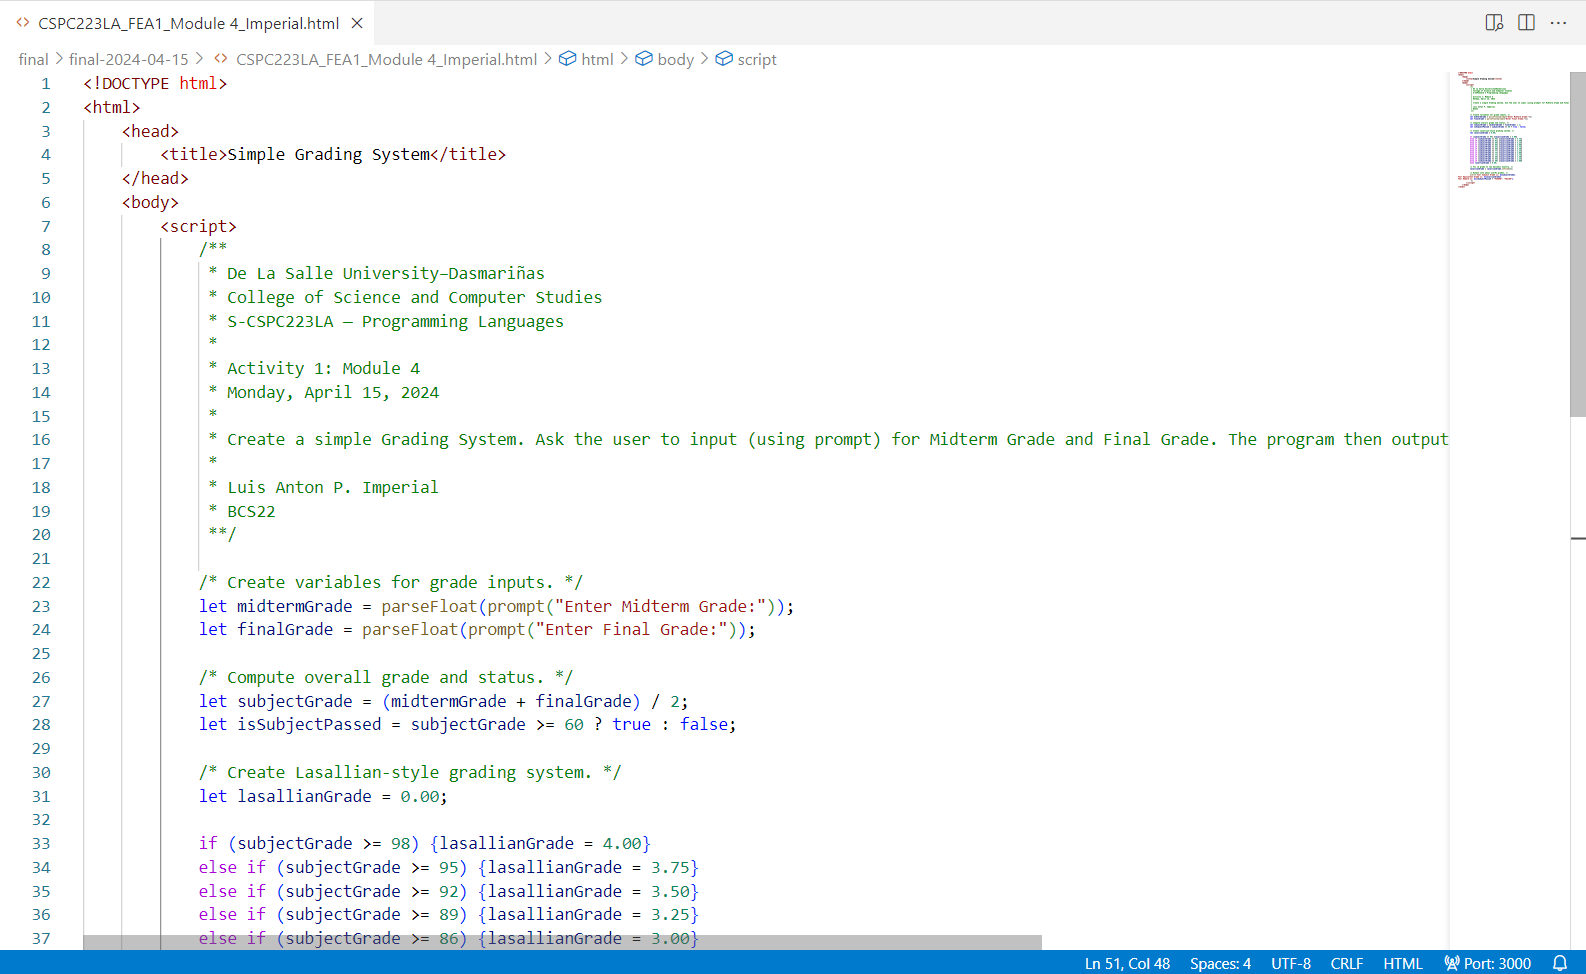 CSPC223LA_FEA1_Module 4_Imperial.html
final > final-2024-04-15 > CSPC223LA_FEA1_Module 4_Imperial.html > html > body > script
1 <!DOCTYPE html>
2 <html>
3 <head>
4 <title>Simple Grading System</title>
5 </head>
6 <body>
7 <script>
8 /**
9 * De La Salle University–Dasmariñas
10 * College of Science and Computer Studies
11 * S-CSPC223LA — Programming Languages
12 *
13 * Activity 1: Module 4
14 * Monday, April 15, 2024
15 *
16 * Create a simple Grading System. Ask the user to input (using prompt) for Midterm Grade and Final Grade. The program then output
17 *
18 * Luis Anton P. Imperial
19 * BCS22
20 **/
21
22 /* Create variables for grade inputs. */
23 let midtermGrade = parseFloat(prompt("Enter Midterm Grade:"));
24 let finalGrade = parseFloat(prompt("Enter Final Grade:"));
25
26 /* Compute overall grade and status. */
27 let subjectGrade = (midtermGrade + finalGrade) / 2;
28 let isSubjectPassed = subjectGrade >= 60 ? true : false;
29
30 /* Create Lasallian-style grading system. */
31 let lasallianGrade = 0.00;
32
33 if (subjectGrade >= 98) {lasallianGrade = 4.00}
34 else if (subjectGrade >= 95) {lasallianGrade = 3.75}
35 else if (subjectGrade >= 92) {lasallianGrade = 3.50}
36 else if (subjectGrade >= 89) {lasallianGrade = 3.25}
37 else if (subjectGrade >= 86) {lasallianGrade = 3.00}
Ln 51, Col 48 Spaces: 4 UTF-8 CRLF HTML Port: 3000